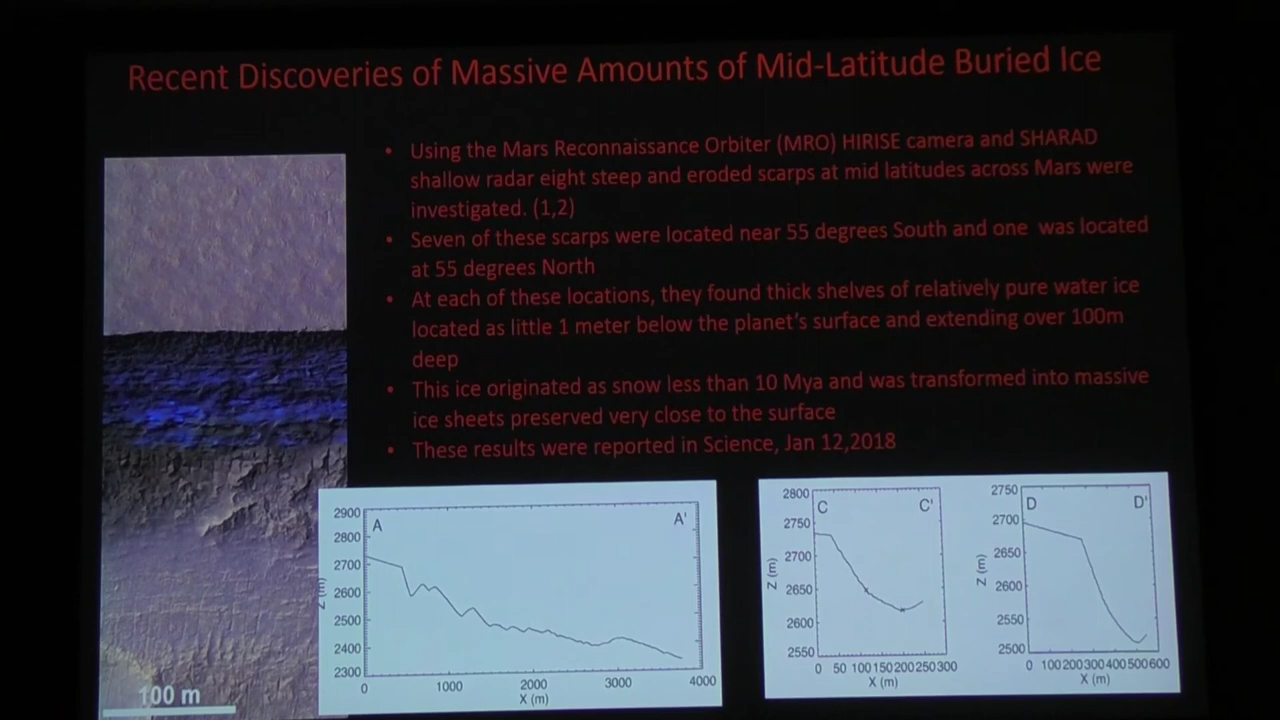 Recent Discoveries of Massive Amounts of Mid-Latitude Buried Ice
• Using the Mars Reconnaissance Orbiter (MRO) HIRISE camera and SHARAD
shallow radar eight steep and eroded scarps at mid latitudes across Mars were
investigated. (1,2)
• Seven of these scarps were located near 55 degrees South and one was located
at 55 degrees North
• At each of these locations, they found thick shelves of relatively pure water ice
located as little 1 meter below the planet's surface and extending over 100m
deep
• This ice originated as snow less than 10 Mya and was transformed into massive
ice sheets preserved very close to the surface
• These results were reported in Science, Jan 12,2018
100 m
A A'
2900
2800
2700
2600
2500
2400
2300
Z (m)
0 1000 2000 3000 4000
X (m)
C C'
2800
2750
2700
2650
2600
2550
Z (m)
0 50 100 150 200 250 300
X (m)
D D'
2750
2700
2650
2600
2550
2500
Z (m)
0 100 200 300 400 500 600
X (m)